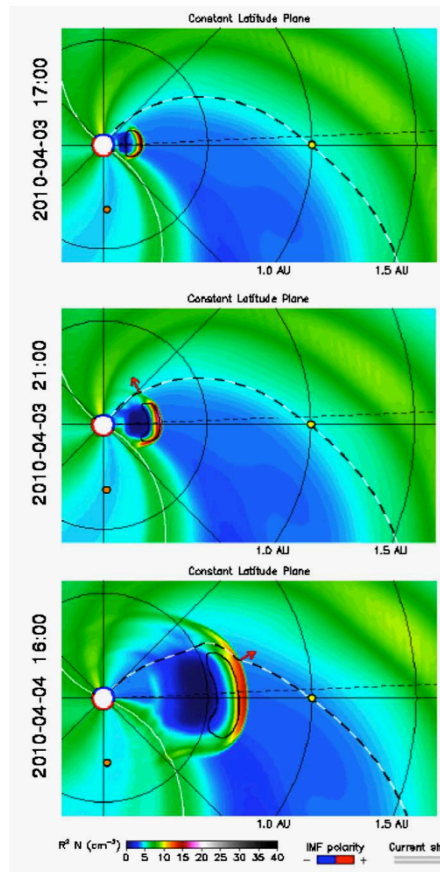 Constant Latitude Plane
2010-04-03 17:00
1.0 AU 1.5 AU
Constant Latitude Plane
2010-04-03 21:00
1.0 AU 1.5 AU
Constant Latitude Plane
2010-04-04 16:00
1.0 AU 1.5 AU
R² N (cm⁻³) 0 5 10 15 20 25 30 35 40
IMF polarity
- +
Current sh